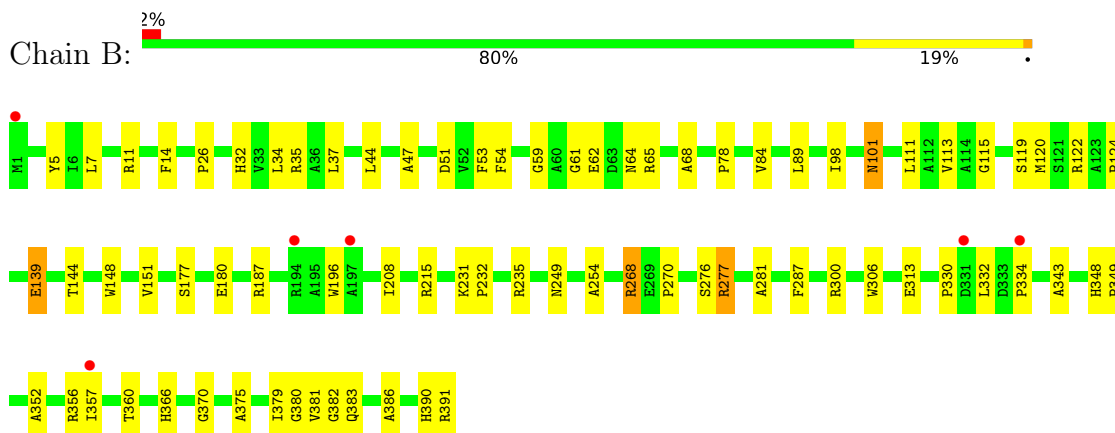 2%
Chain B:
80% 19% •
M1 Y5 I6 L7 R11 F14 P26 H32 V33 L34 R35 A36 L37 L44 A47 D51 V52 F53 F54 G59 A60 G61 E62 D63 N64 R65 A68 P78 V84 L89 I98 N101 L111 A112 V113 A114 G115 S119 M120 S121 R122 A123
E139 T144 W148 V151 S177 E180 R187 R194 A195 W196 A197 I208 R215 K231 P232 R235 N249 A254 R268 E269 P270 S276 R277 A281 F287 R300 W306 E313 P330 D331 L332 D333 P334 A343 H348
A352 R356 I357 T360 H366 G370 A375 I379 G380 V381 G382 Q383 A386 H390 R391